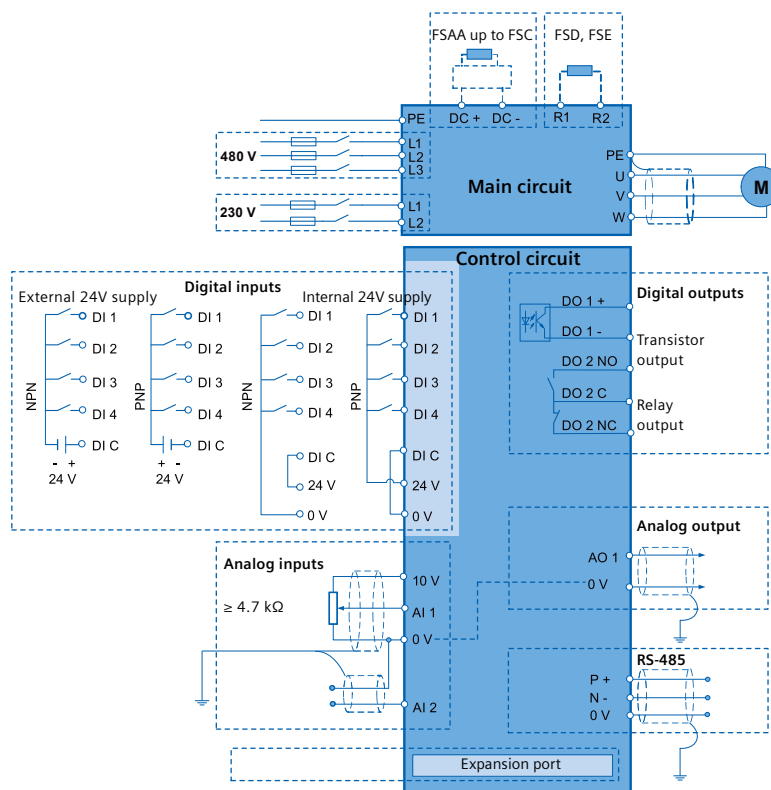 FSAA up to FSC
FSD, FSE
DC + DC -
R1 R2
PE
480 V
L1
L2
L3
230 V
L1
L2
Main circuit
PE
U
V
W
M
Control circuit
Digital inputs
External 24V supply
Internal 24V supply
NPN
DI 1
DI 2
DI 3
DI 4
DI C
- +
24 V
PNP
DI 1
DI 2
DI 3
DI 4
DI C
+ -
24 V
NPN
DI 1
DI 2
DI 3
DI 4
DI C
24 V
0 V
PNP
DI 1
DI 2
DI 3
DI 4
DI C
24 V
0 V
Digital outputs
DO 1 +
DO 1 -
Transistor
output
DO 2 NO
DO 2 C
DO 2 NC
Relay
output
Analog inputs
≥ 4.7 kΩ
10 V
AI 1
0 V
AI 2
Analog output
AO 1
0 V
RS-485
P +
N -
0 V
Expansion port